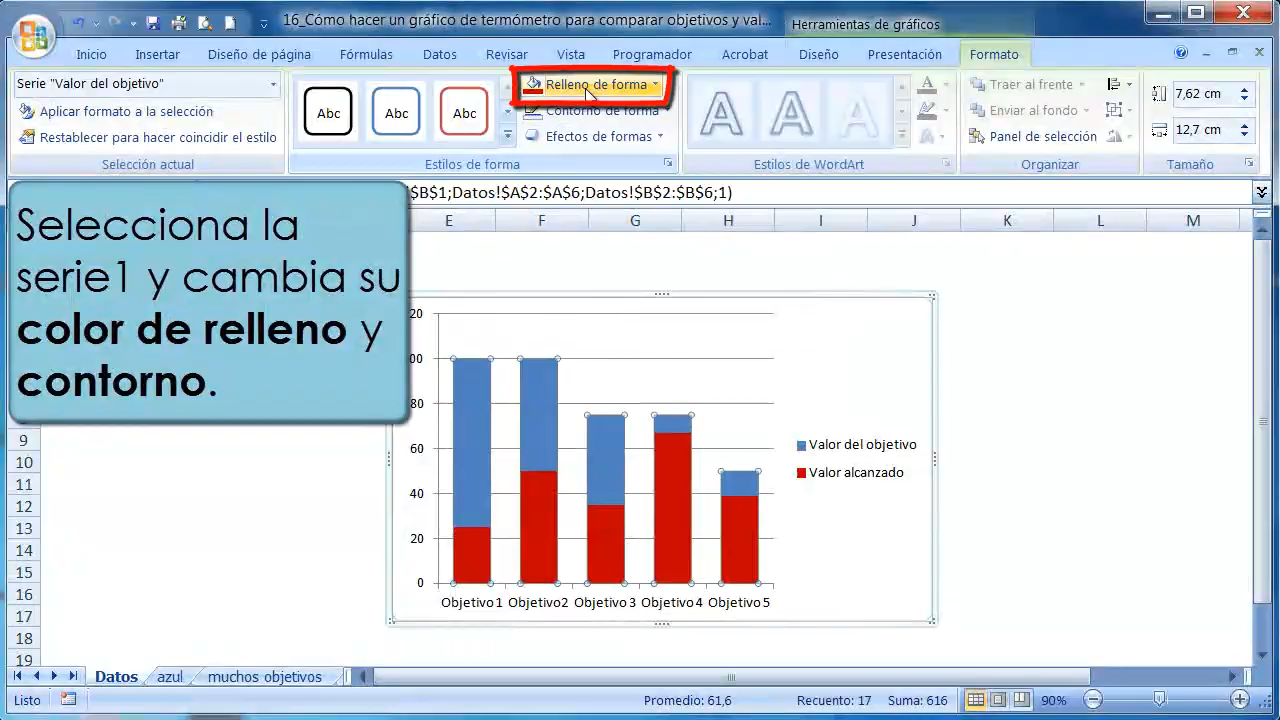 16_Cómo hacer un gráfico de termómetro para comparar objetivos y val...
Herramientas de gráficos
Inicio
Insertar
Diseño de página
Fórmulas
Datos
Revisar
Vista
Programador
Acrobat
Diseño
Presentación
Formato
Serie "Valor del objetivo"
Aplicar formato a la selección
Restablecer para hacer coincidir el estilo
Selección actual
Abc
Abc
Abc
Relleno de forma
Contorno de forma
Efectos de formas
Estilos de forma
A
A
A
A
A
Estilos de WordArt
Traer al frente
Enviar al fondo
Panel de selección
Organizar
7,62 cm
12,7 cm
Tamaño
$B$1;Datos!$A$2:$A$6;Datos!$B$2:$B$6;1)
Selecciona la
serie1 y cambia su
color de relleno y
contorno.
E F G H I J K L M
9
10
11
12
13
14
15
16
17
18
19
20
00
80
60
40
20
0
Objetivo 1 Objetivo2 Objetivo 3 Objetivo 4 Objetivo 5
Valor del objetivo
Valor alcanzado
Datos
azul
muchos objetivos
Listo
Promedio: 61,6
Recuento: 17
Suma: 616
90%